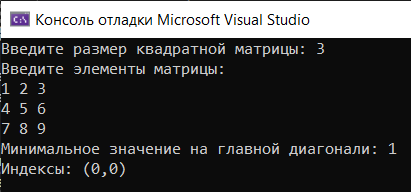 C:\ Консоль отладки Microsoft Visual Studio
Введите размер квадратной матрицы: 3
Введите элементы матрицы:
1 2 3
4 5 6
7 8 9
Минимальное значение на главной диагонали: 1
Индексы: (0,0)